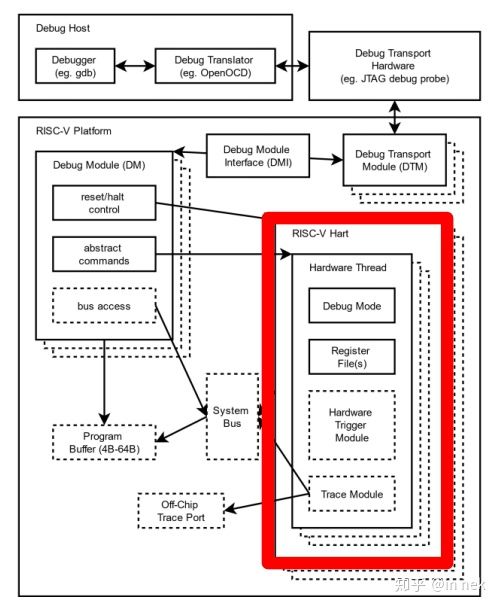 Debug Host
Debugger
(eg. gdb)
Debug Translator
(eg. OpenOCD)
Debug Transport
Hardware
(eg. JTAG debug probe)
RISC-V Platform
Debug Module (DM)
Debug Module
Interface (DMI)
Debug Transport
Module (DTM)
reset/halt
control
abstract
commands
bus access
RISC-V Hart
Hardware Thread
Debug Mode
Register
File(s)
Hardware
Trigger
Module
Trace Module
System
Bus
Program
Buffer (4B-64B)
Off-Chip
Trace Port
知乎 @in nek